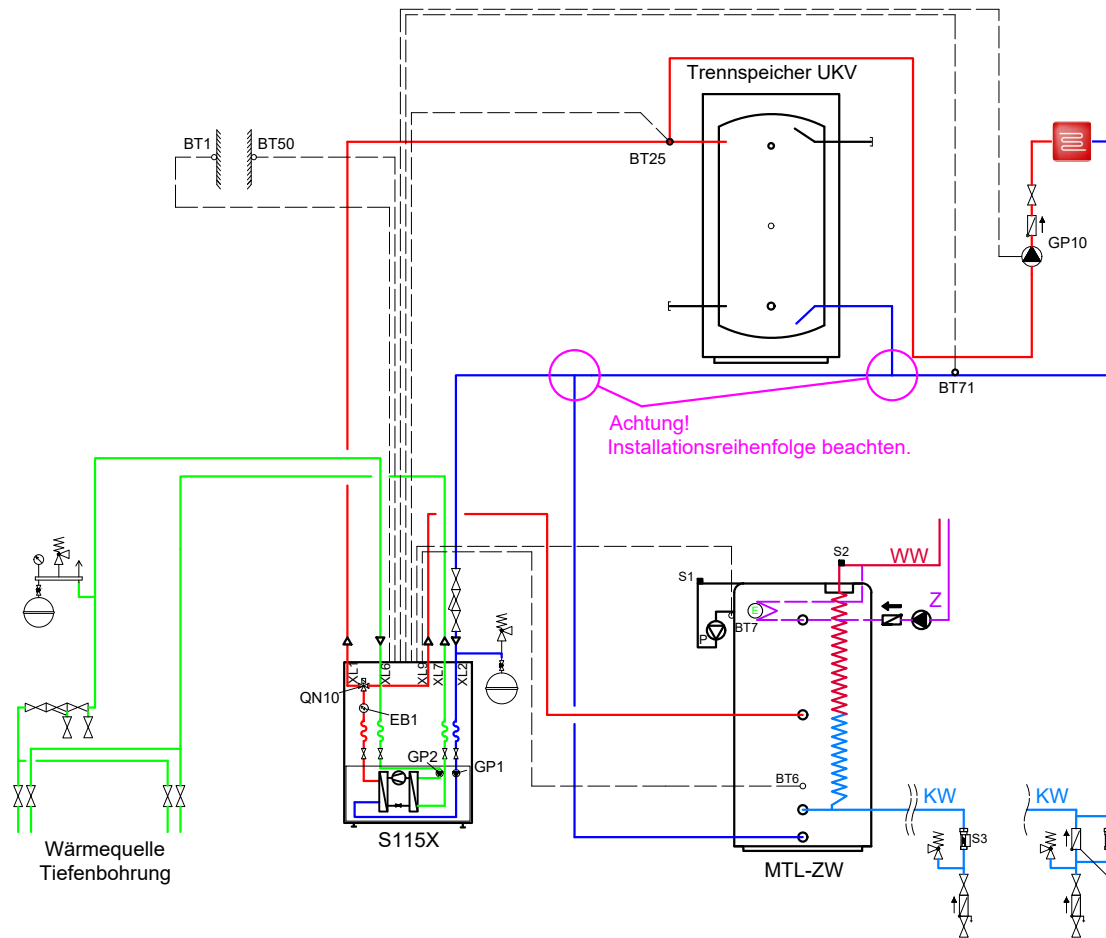 Trennspeicher UKV
BT1
BT50
BT25
GP10
BT71
Achtung!
Installationsreihenfolge beachten.
S2
WW
S1
Z
BT7
E
P
XL1
XL6
XL9
XL7
XL2
QN10
EB1
GP2
GP1
BT6
KW
KW
S3
S115X
MTL-ZW
Wärmequelle
Tiefenbohrung